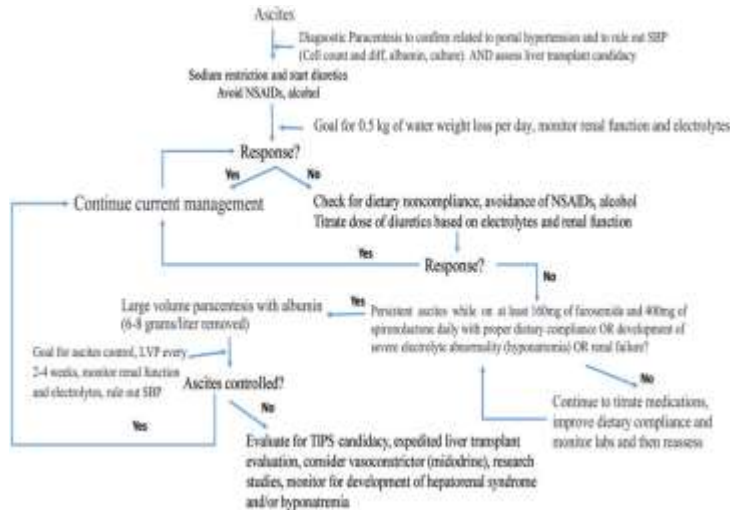 Ascites
Diagnostic Paracentesis to confirm related to portal hypertension and to rule out SBP
(Cell count and diff, albumin, culture) AND assess liver transplant candidacy
Sodium restriction and start diuretics
Avoid NSAIDs, alcohol
Goal for 0.5 kg of water weight loss per day, monitor renal function and electrolytes
Response?
Yes
No
Continue current management
Check for dietary noncompliance, avoidance of NSAIDs, alcohol
Titrate dose of diuretics based on electrolytes and renal function
Yes
Response?
No
Large volume paracentesis with albumin
(6-8 grams/liter removed)
Yes
Persistent ascites while on at least 160mg of furosemide and 400mg of
spironolactone daily with proper dietary compliance OR development of
severe electrolyte abnormality (hyponatremia) OR renal failure?
Goal for ascites control, LVP every
2-4 weeks, monitor renal function
and electrolytes, rule out SBP
Ascites controlled?
No
Continue to titrate medications,
improve dietary compliance and
monitor labs and then reassess
Yes
No
Evaluate for TIPS candidacy, expedited liver transplant
evaluation, consider vasoconstrictor (midodrine), research
studies, monitor for development of hepatorenal syndrome
and/or hyponatremia